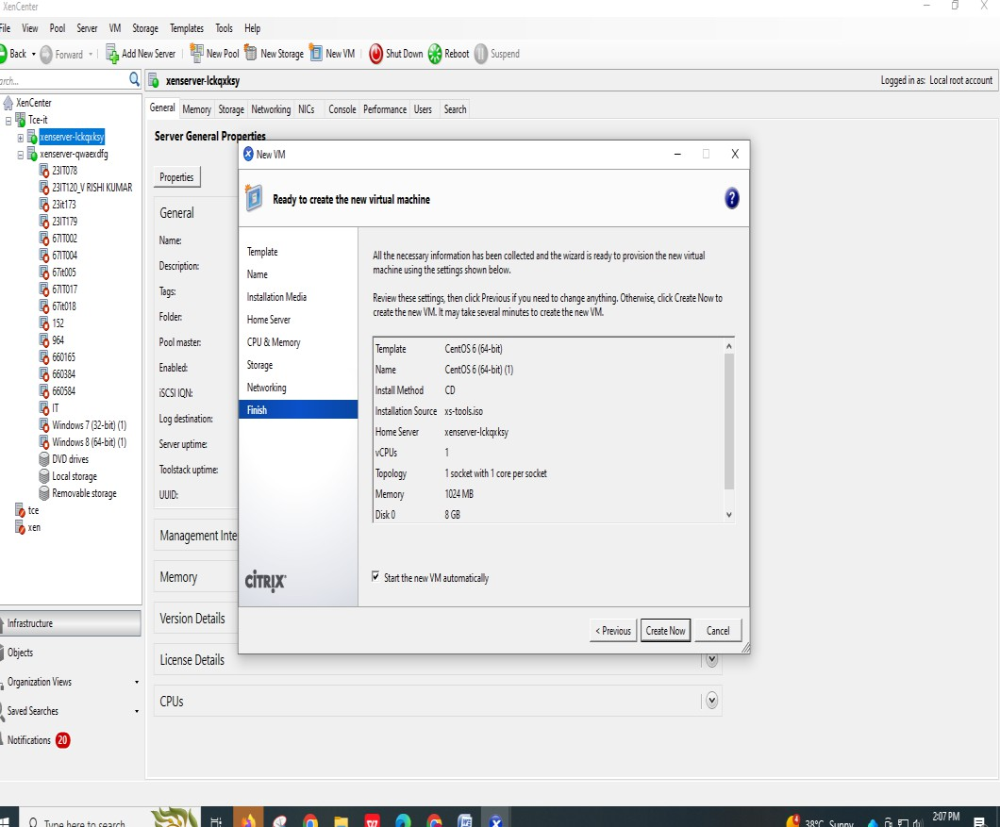 XenCenter
File View Pool Server VM Storage Templates Tools Help
Back Forward Add New Server New Pool New Storage New VM Shut Down Reboot Suspend
rch...
xenserver-lckqxksy
Logged in as: Local root account
XenCenter
Tce-it
xenserver-lckqxksy
xenserver-qwaexdfg
23IT078
23IT120_V RISHI KUMAR
23it173
23IT179
67IT002
67IT004
67it005
67IT017
67it018
152
964
660165
660384
660584
IT
Windows 7 (32-bit) (1)
Windows 8 (64-bit) (1)
DVD drives
Local storage
Removable storage
tce
xen
Infrastructure
Objects
Organization Views
Saved Searches
Notifications 20
General Memory Storage Networking NICs Console Performance Users Search
Server General Properties
Properties
General
Name:
Description:
Tags:
Folder:
Pool master:
Enabled:
iSCSI IQN:
Log destination:
Server uptime:
Toolstack uptime:
UUID:
Management Inte
Memory
Version Details
License Details
CPUs
New VM
Ready to create the new virtual machine
?
Template
Name
Installation Media
Home Server
CPU & Memory
Storage
Networking
Finish
CITRIX
All the necessary information has been collected and the wizard is ready to provision the new virtual
machine using the settings shown below.
Review these settings, then click Previous if you need to change anything. Otherwise, click Create Now to
create the new VM. It may take several minutes to create the new VM.
Template CentOS 6 (64-bit)
Name CentOS 6 (64-bit) (1)
Install Method CD
Installation Source xs-tools.iso
Home Server xenserver-lckqxksy
vCPUs 1
Topology 1 socket with 1 core per socket
Memory 1024 MB
Disk 0 8 GB
Start the new VM automatically
< Previous Create Now Cancel
Type here to search
38°C Sunny
2:07 PM